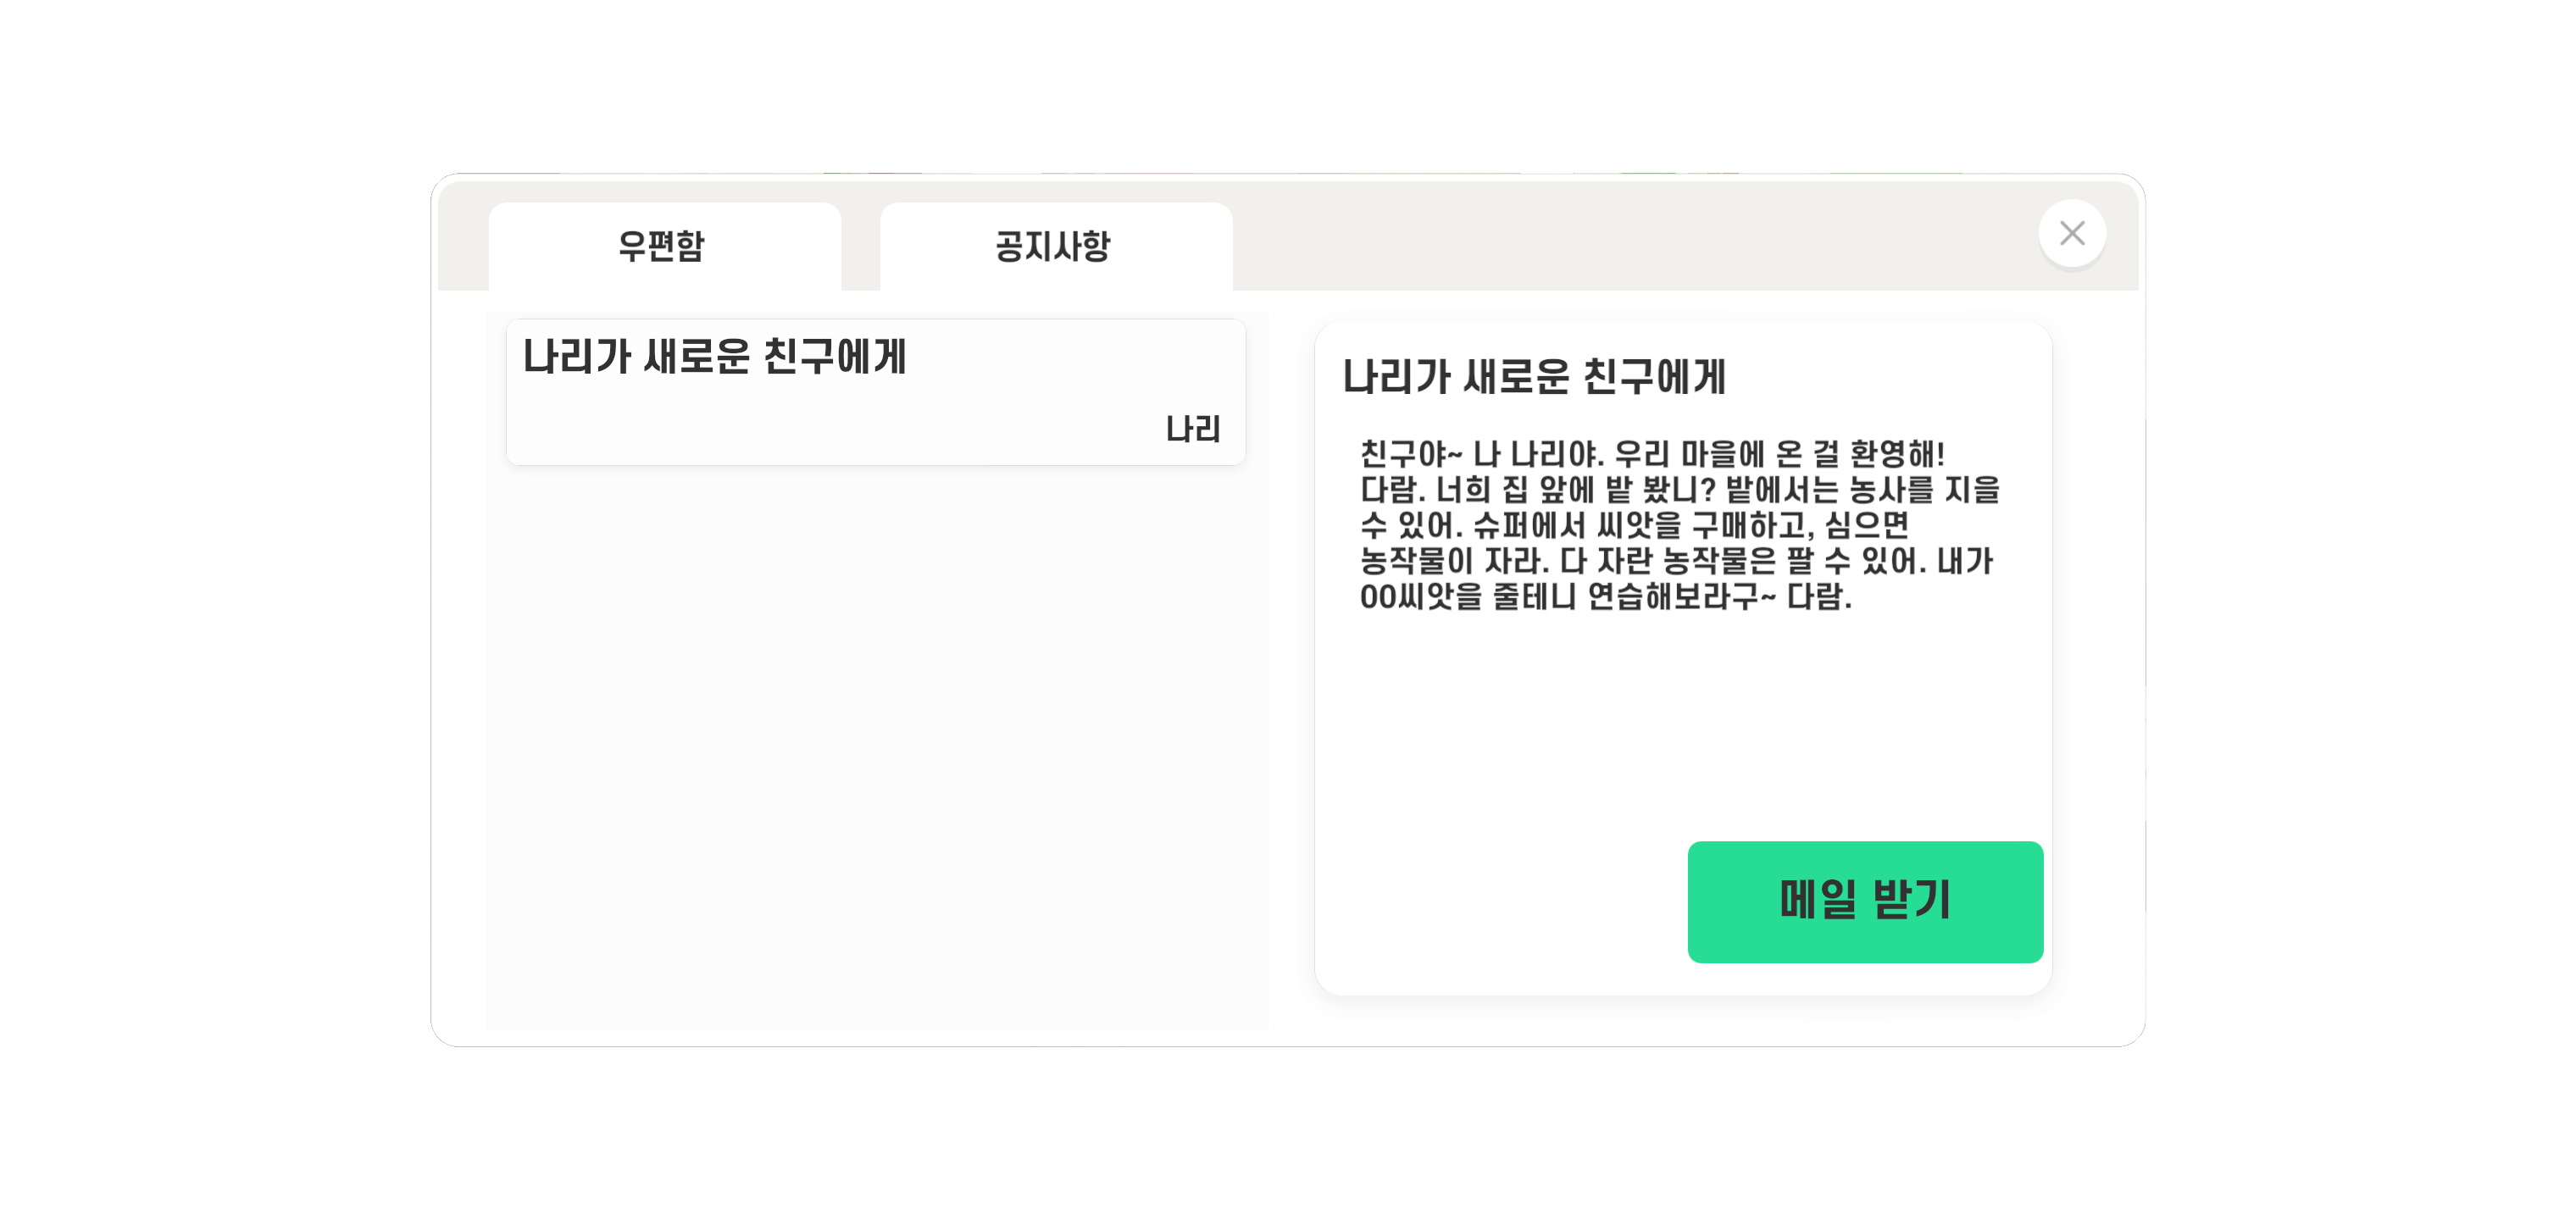 우편함
공지사항
나리가 새로운 친구에게
나리
나리가 새로운 친구에게
친구야~ 나 나리야. 우리 마을에 온 걸 환영해!
다람. 너희 집 앞에 밭 봤니? 밭에서는 농사를 지을
수 있어. 슈퍼에서 씨앗을 구매하고, 심으면
농작물이 자라. 다 자란 농작물은 팔 수 있어. 내가
00씨앗을 줄테니 연습해보라구~ 다람.
메일 받기